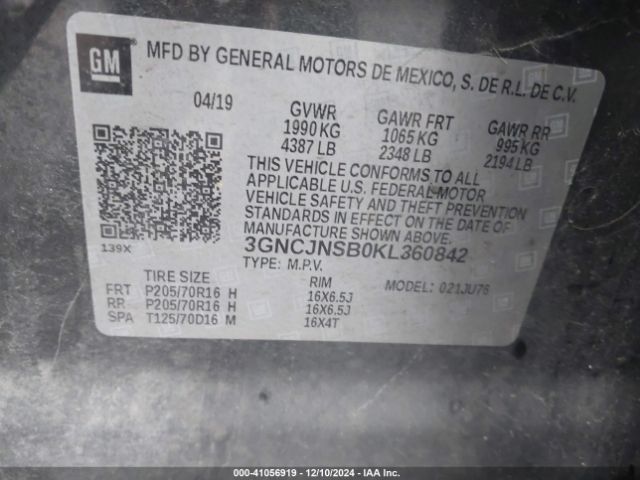 GM
MFD BY GENERAL MOTORS DE MEXICO, S. DE R.L. DE C.V.
04/19 GVWR GAWR FRT GAWR RR
1990 KG 1065 KG 995 KG
4387 LB 2348 LB 2194 LB
THIS VEHICLE CONFORMS TO ALL
APPLICABLE U.S. FEDERAL MOTOR
VEHICLE SAFETY AND THEFT PREVENTION
STANDARDS IN EFFECT ON THE DATE OF
MANUFACTURE SHOWN ABOVE.
139X 3GNCJNSB0KL360842
TYPE: M.P.V.
TIRE SIZE RIM MODEL: 021JU76
FRT P205/70R16 H 16X6.5J
RR P205/70R16 H 16X6.5J
SPA T125/70D16 M 16X4T
000-41056919 - 12/10/2024 - IAA Inc.